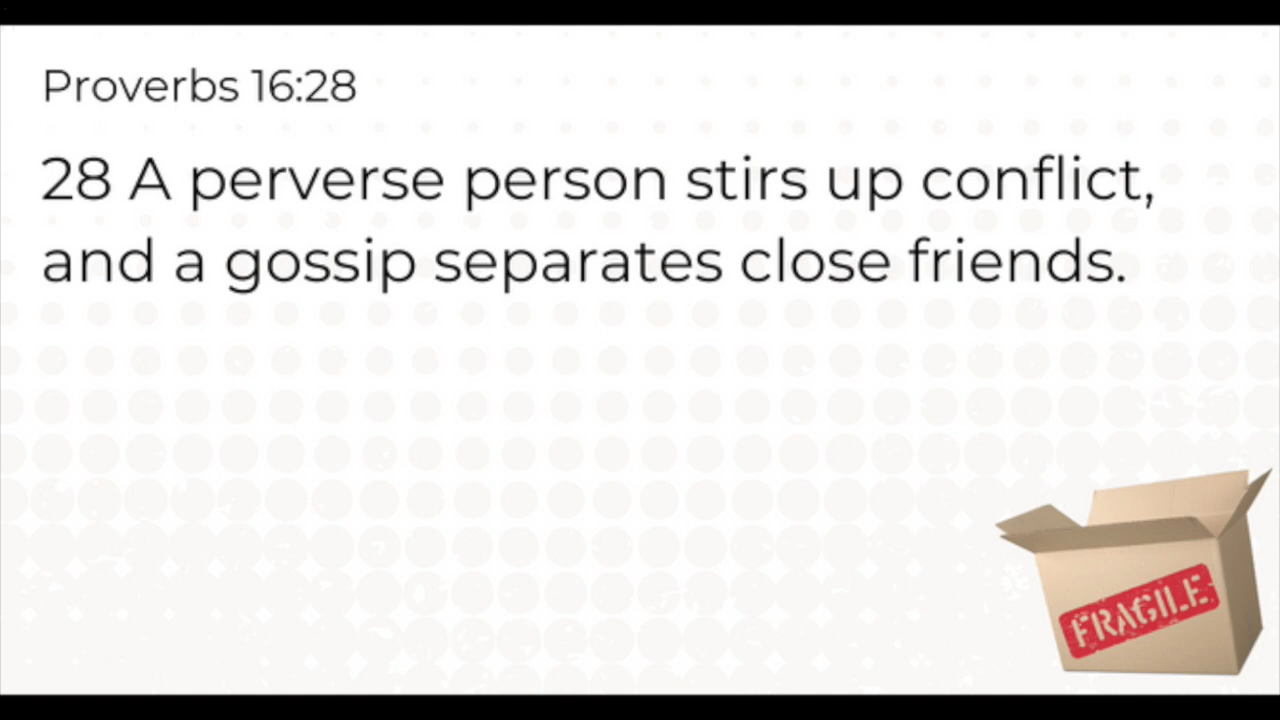 Proverbs 16:28
28 A perverse person stirs up conflict,
and a gossip separates close friends.
FRAGILE